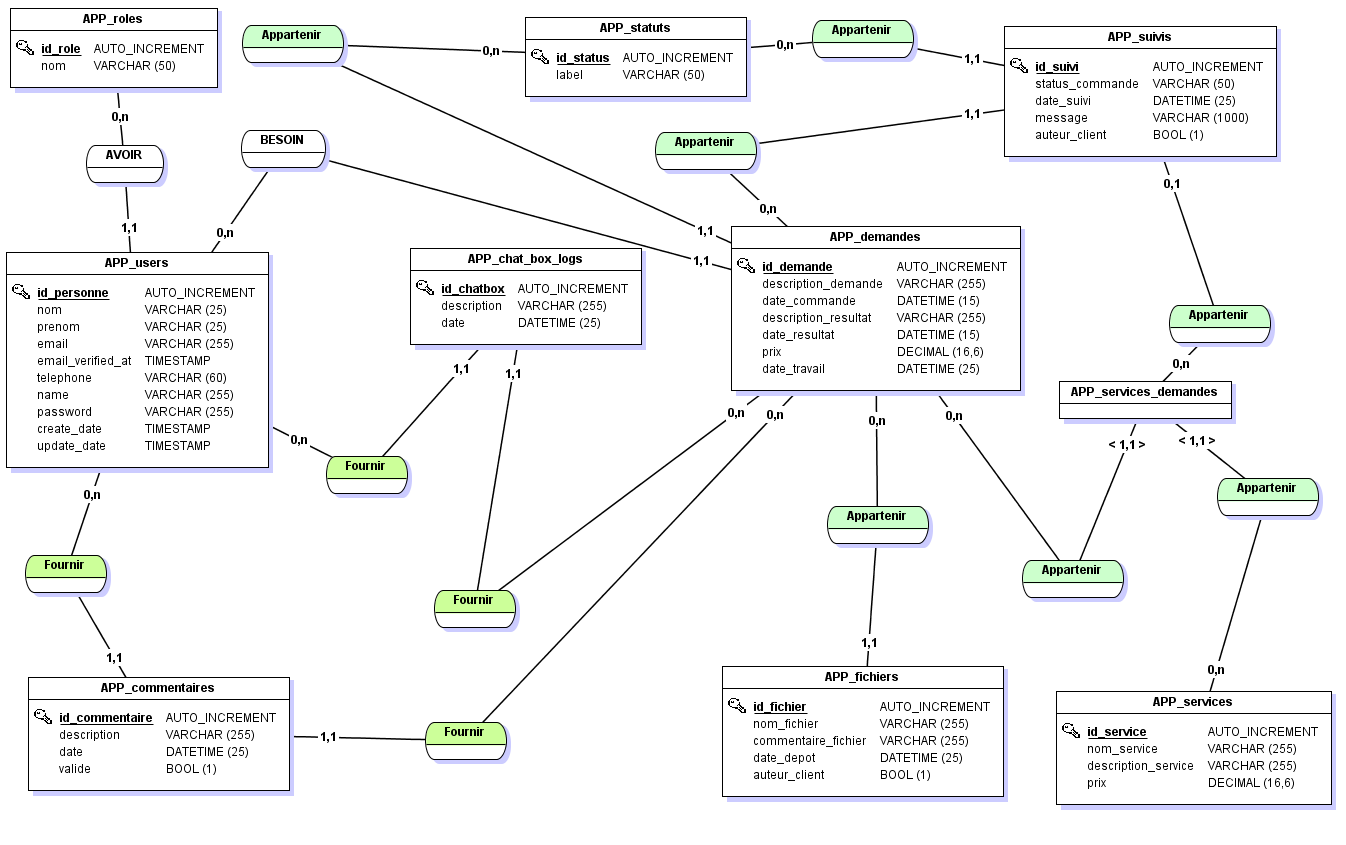 APP_roles
id_role AUTO_INCREMENT
nom VARCHAR (50)
Appartenir
0,n
APP_statuts
id_status AUTO_INCREMENT
label VARCHAR (50)
0,n
Appartenir
1,1
APP_suivis
id_suivi AUTO_INCREMENT
status_commande VARCHAR (50)
date_suivi DATETIME (25)
message VARCHAR (1000)
auteur_client BOOL (1)
0,n
AVOIR
1,1
BESOIN
0,n
1,1
1,1
Appartenir
1,1
0,n
0,1
APP_users
id_personne AUTO_INCREMENT
nom VARCHAR (25)
prenom VARCHAR (25)
email VARCHAR (255)
email_verified_at TIMESTAMP
telephone VARCHAR (60)
name VARCHAR (255)
password VARCHAR (255)
create_date TIMESTAMP
update_date TIMESTAMP
APP_chat_box_logs
id_chatbox AUTO_INCREMENT
description VARCHAR (255)
date DATETIME (25)
APP_demandes
id_demande AUTO_INCREMENT
description_demande VARCHAR (255)
date_commande DATETIME (15)
description_resultat VARCHAR (255)
date_resultat DATETIME (15)
prix DECIMAL (16,6)
date_travail DATETIME (25)
Appartenir
0,n
APP_services_demandes
1,1
1,1
0,n
0,n
0,n
0,n
< 1,1 >
< 1,1 >
0,n
Fournir
0,n
Appartenir
Appartenir
Fournir
Fournir
Appartenir
1,1
1,1
0,n
APP_commentaires
id_commentaire AUTO_INCREMENT
description VARCHAR (255)
date DATETIME (25)
valide BOOL (1)
1,1
Fournir
APP_fichiers
id_fichier AUTO_INCREMENT
nom_fichier VARCHAR (255)
commentaire_fichier VARCHAR (255)
date_depot DATETIME (25)
auteur_client BOOL (1)
APP_services
id_service AUTO_INCREMENT
nom_service VARCHAR (255)
description_service VARCHAR (255)
prix DECIMAL (16,6)